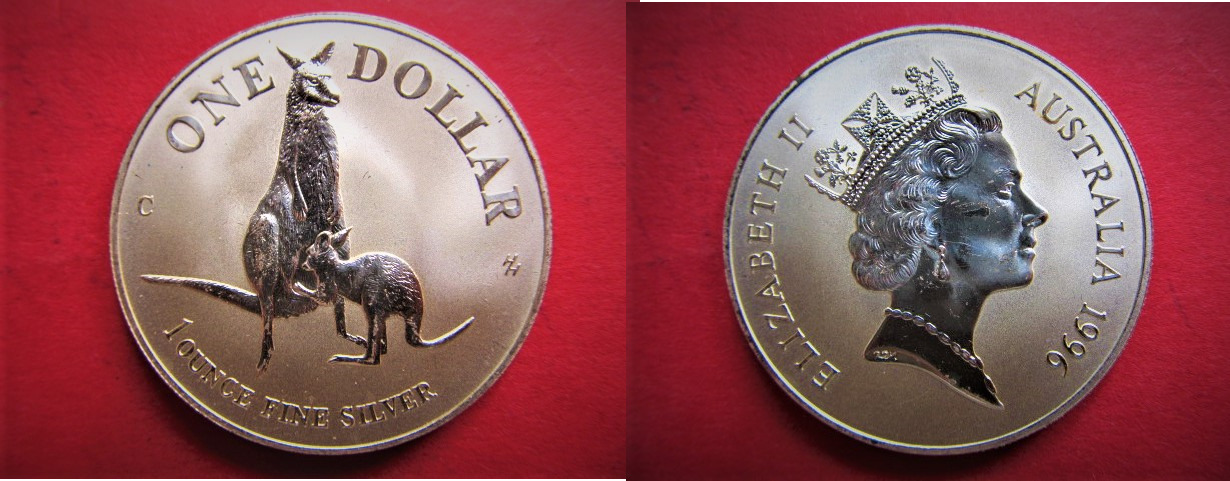 ONE DOLLAR
C
1 OUNCE FINE SILVER
ELIZABETH II
AUSTRALIA 1996